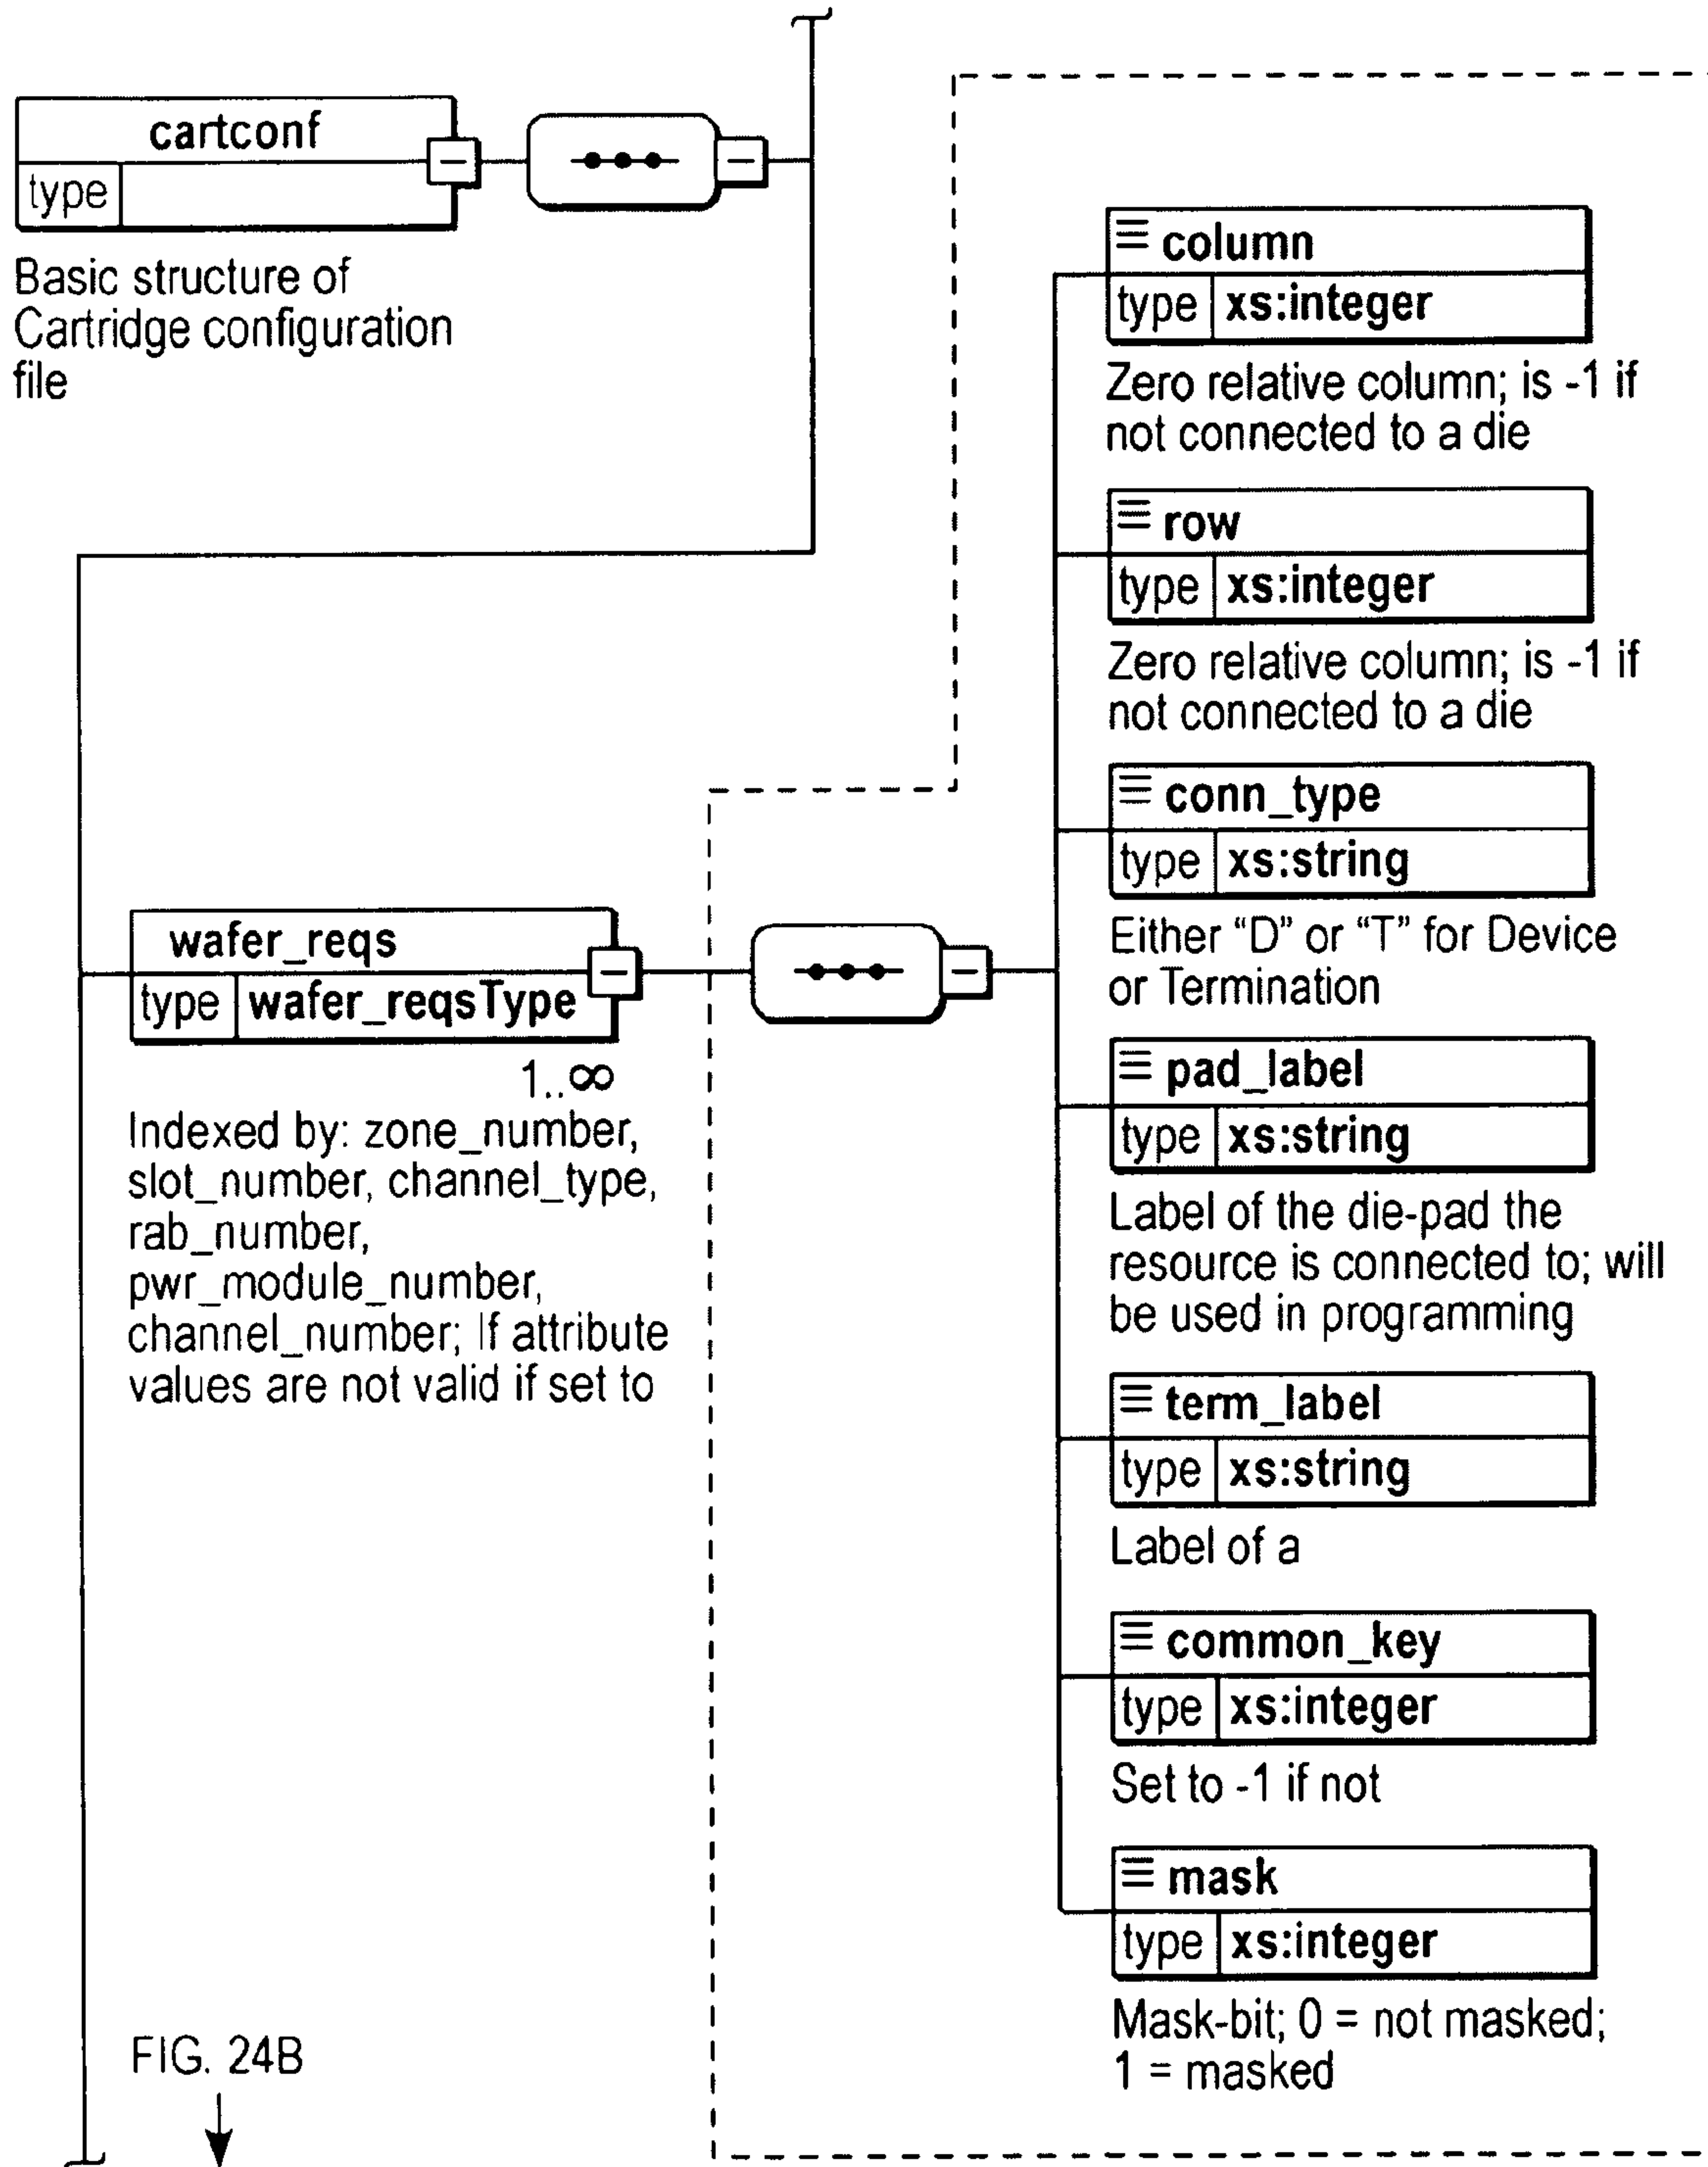 cartconf
type
Basic structure of
Cartridge configuration
file
column
type xs:integer
Zero relative column; is -1 if
not connected to a die
row
type xs:integer
Zero relative column; is -1 if
not connected to a die
conn_type
type xs:string
Either “D” or “T” for Device
or Termination
wafer_reqs
type wafer_reqsType
1..∞
Indexed by: zone_number,
slot_number, channel_type,
rab_number,
pwr_module_number,
channel_number; If attribute
values are not valid if set to
pad_label
type xs:string
Label of the die-pad the
resource is connected to; will
be used in programming
term_label
type xs:string
Label of a
common_key
type xs:integer
Set to -1 if not
mask
type xs:integer
Mask-bit; 0 = not masked;
1 = masked
FIG. 24B